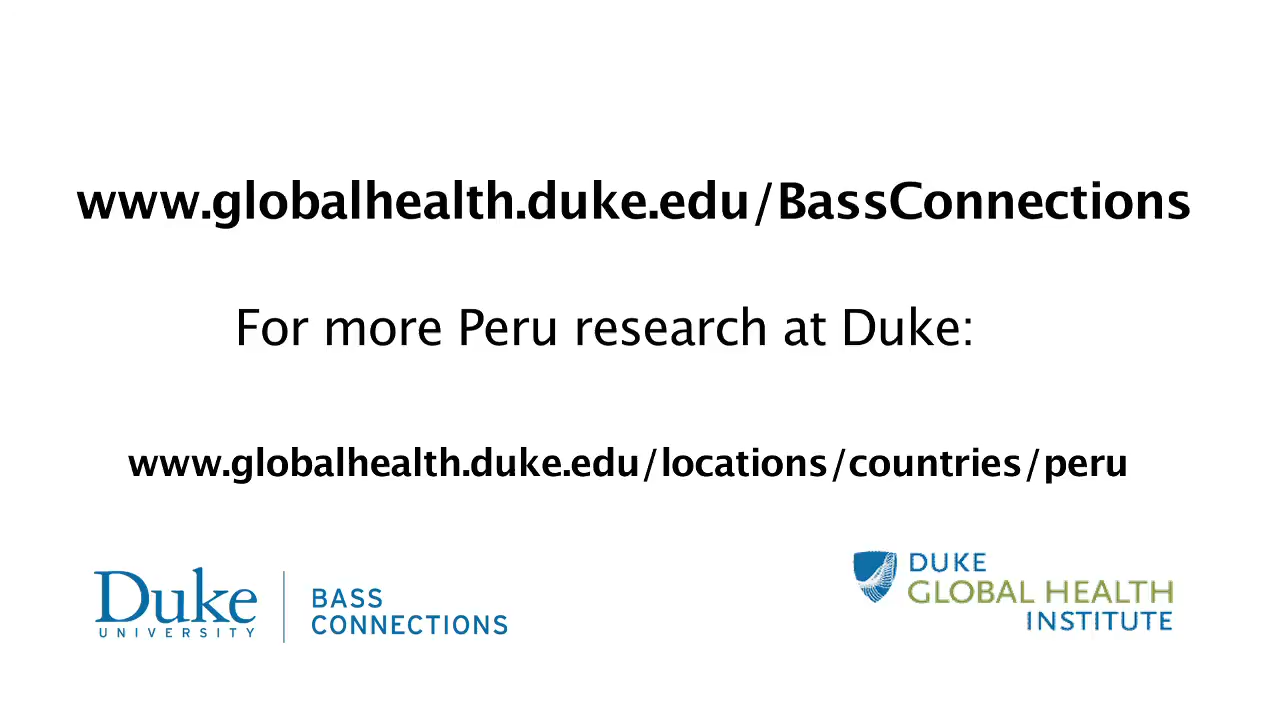 www.globalhealth.duke.edu/BassConnections
For more Peru research at Duke:
www.globalhealth.duke.edu/locations/countries/peru
Duke
UNIVERSITY
BASS
CONNECTIONS
DUKE
GLOBAL HEALTH
INSTITUTE